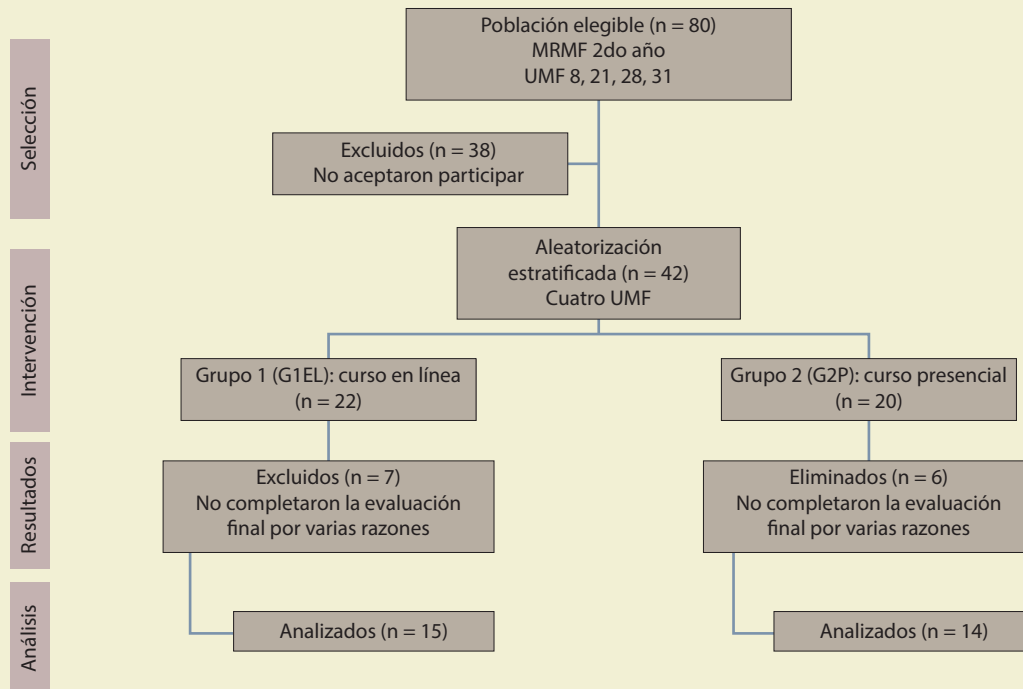 Selección
Población elegible (n = 80)
MRMF 2do año
UMF 8, 21, 28, 31
Excluidos (n = 38)
No aceptaron participar
Intervención
Aleatorización
estratificada (n = 42)
Cuatro UMF
Grupo 1 (G1EL): curso en línea
(n = 22)
Grupo 2 (G2P): curso presencial
(n = 20)
Resultados
Excluidos (n = 7)
No completaron la evaluación
final por varias razones
Eliminados (n = 6)
No completaron la evaluación
final por varias razones
Análisis
Analizados (n = 15)
Analizados (n = 14)